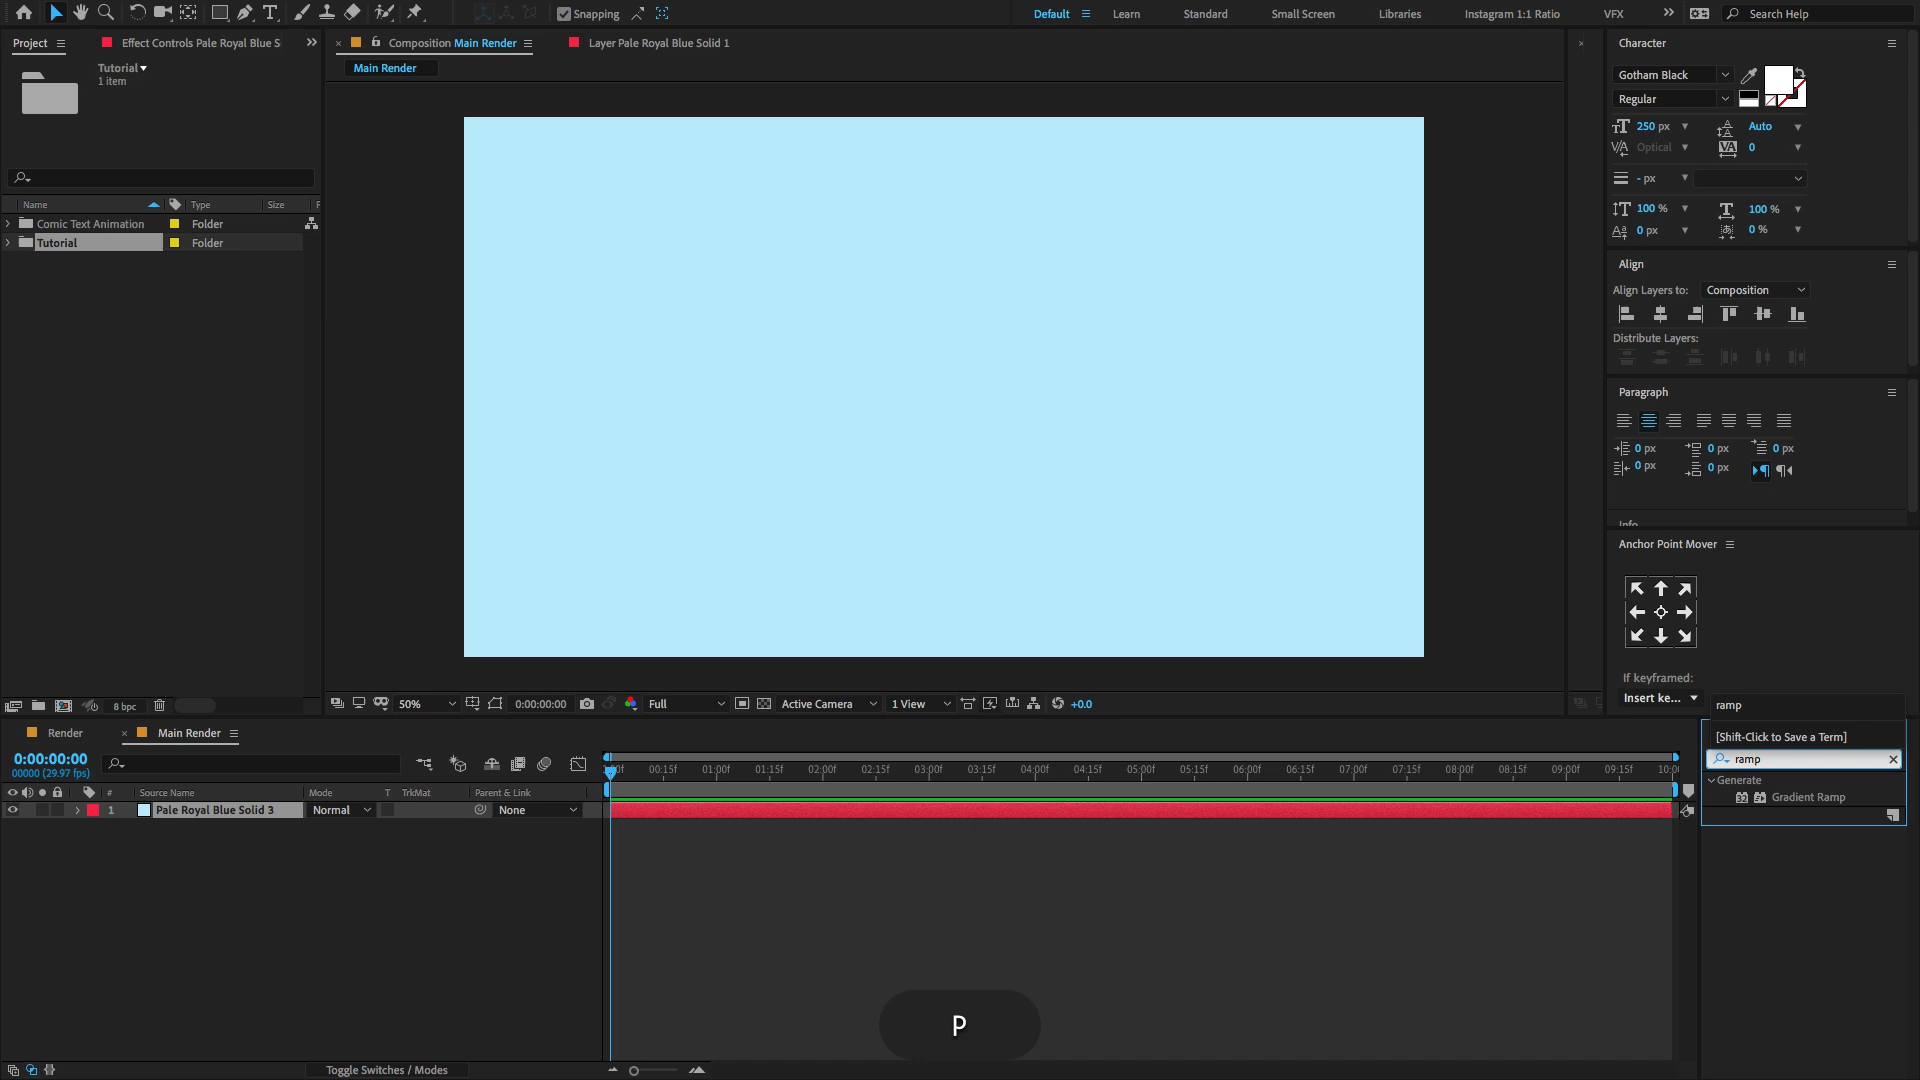 Snapping
Default
Learn
Standard
Small Screen
Libraries
Instagram 1:1 Ratio
VFX
Search Help
Project
Effect Controls Pale Royal Blue S
Composition Main Render
Layer Pale Royal Blue Solid 1
Main Render
Tutorial
1 item
Name
Type
Size
Comic Text Animation
Folder
Tutorial
Folder
8 bpc
50%
0:00:00:00
Full
Active Camera
1 View
+0.0
Character
Gotham Black
Regular
250 px
Auto
Optical
0
- px
100 %
100 %
0 px
0 %
Align
Align Layers to:
Composition
Distribute Layers:
Paragraph
0 px
0 px
0 px
0 px
0 px
Info
Anchor Point Mover
If keyframed:
Insert ke...
ramp
[Shift-Click to Save a Term]
ramp
Generate
32
Gradient Ramp
Render
Main Render
0:00:00:00
00000 (29.97 fps)
00:15f
01:00f
01:15f
02:00f
02:15f
03:00f
03:15f
04:00f
04:15f
05:00f
05:15f
06:00f
06:15f
07:00f
07:15f
08:00f
08:15f
09:00f
09:15f
10:0
#
Source Name
Mode
T
TrkMat
Parent & Link
1
Pale Royal Blue Solid 3
Normal
None
P
Toggle Switches / Modes